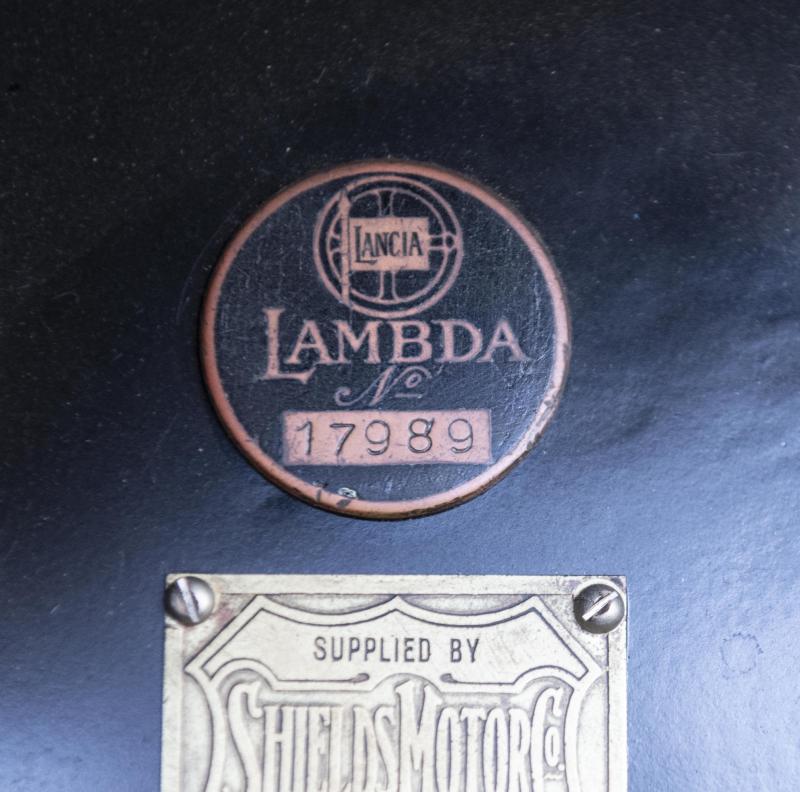 LANCIA
LAMBDA
No
17989
SUPPLIED BY
SHIELDS MOTOR Co.